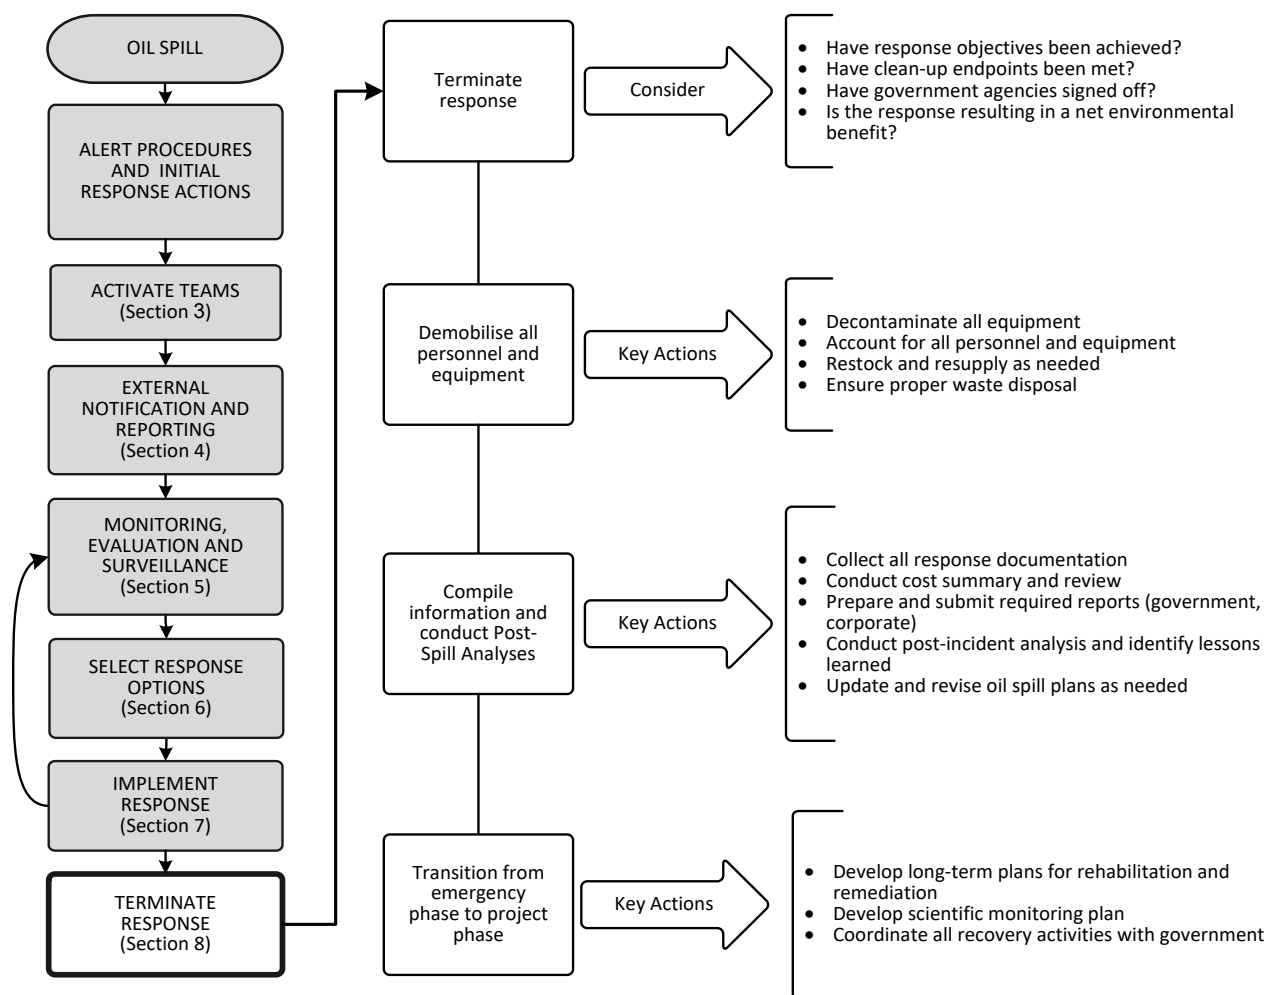 OIL SPILL
ALERT PROCEDURES
AND INITIAL
RESPONSE ACTIONS
ACTIVATE TEAMS
(Section 3)
EXTERNAL
NOTIFICATION AND
REPORTING
(Section 4)
MONITORING,
EVALUATION AND
SURVEILLANCE
(Section 5)
SELECT RESPONSE
OPTIONS
(Section 6)
IMPLEMENT
RESPONSE
(Section 7)
TERMINATE
RESPONSE
(Section 8)
Terminate
response
Consider
• Have response objectives been achieved?
• Have clean-up endpoints been met?
• Have government agencies signed off?
• Is the response resulting in a net environmental
benefit?
Demobilise all
personnel and
equipment
Key Actions
• Decontaminate all equipment
• Account for all personnel and equipment
• Restock and resupply as needed
• Ensure proper waste disposal
Compile
information and
conduct Post-
Spill Analyses
Key Actions
• Collect all response documentation
• Conduct cost summary and review
• Prepare and submit required reports (government,
corporate)
• Conduct post-incident analysis and identify lessons
learned
• Update and revise oil spill plans as needed
Transition from
emergency
phase to project
phase
Key Actions
• Develop long-term plans for rehabilitation and
remediation
• Develop scientific monitoring plan
• Coordinate all recovery activities with government